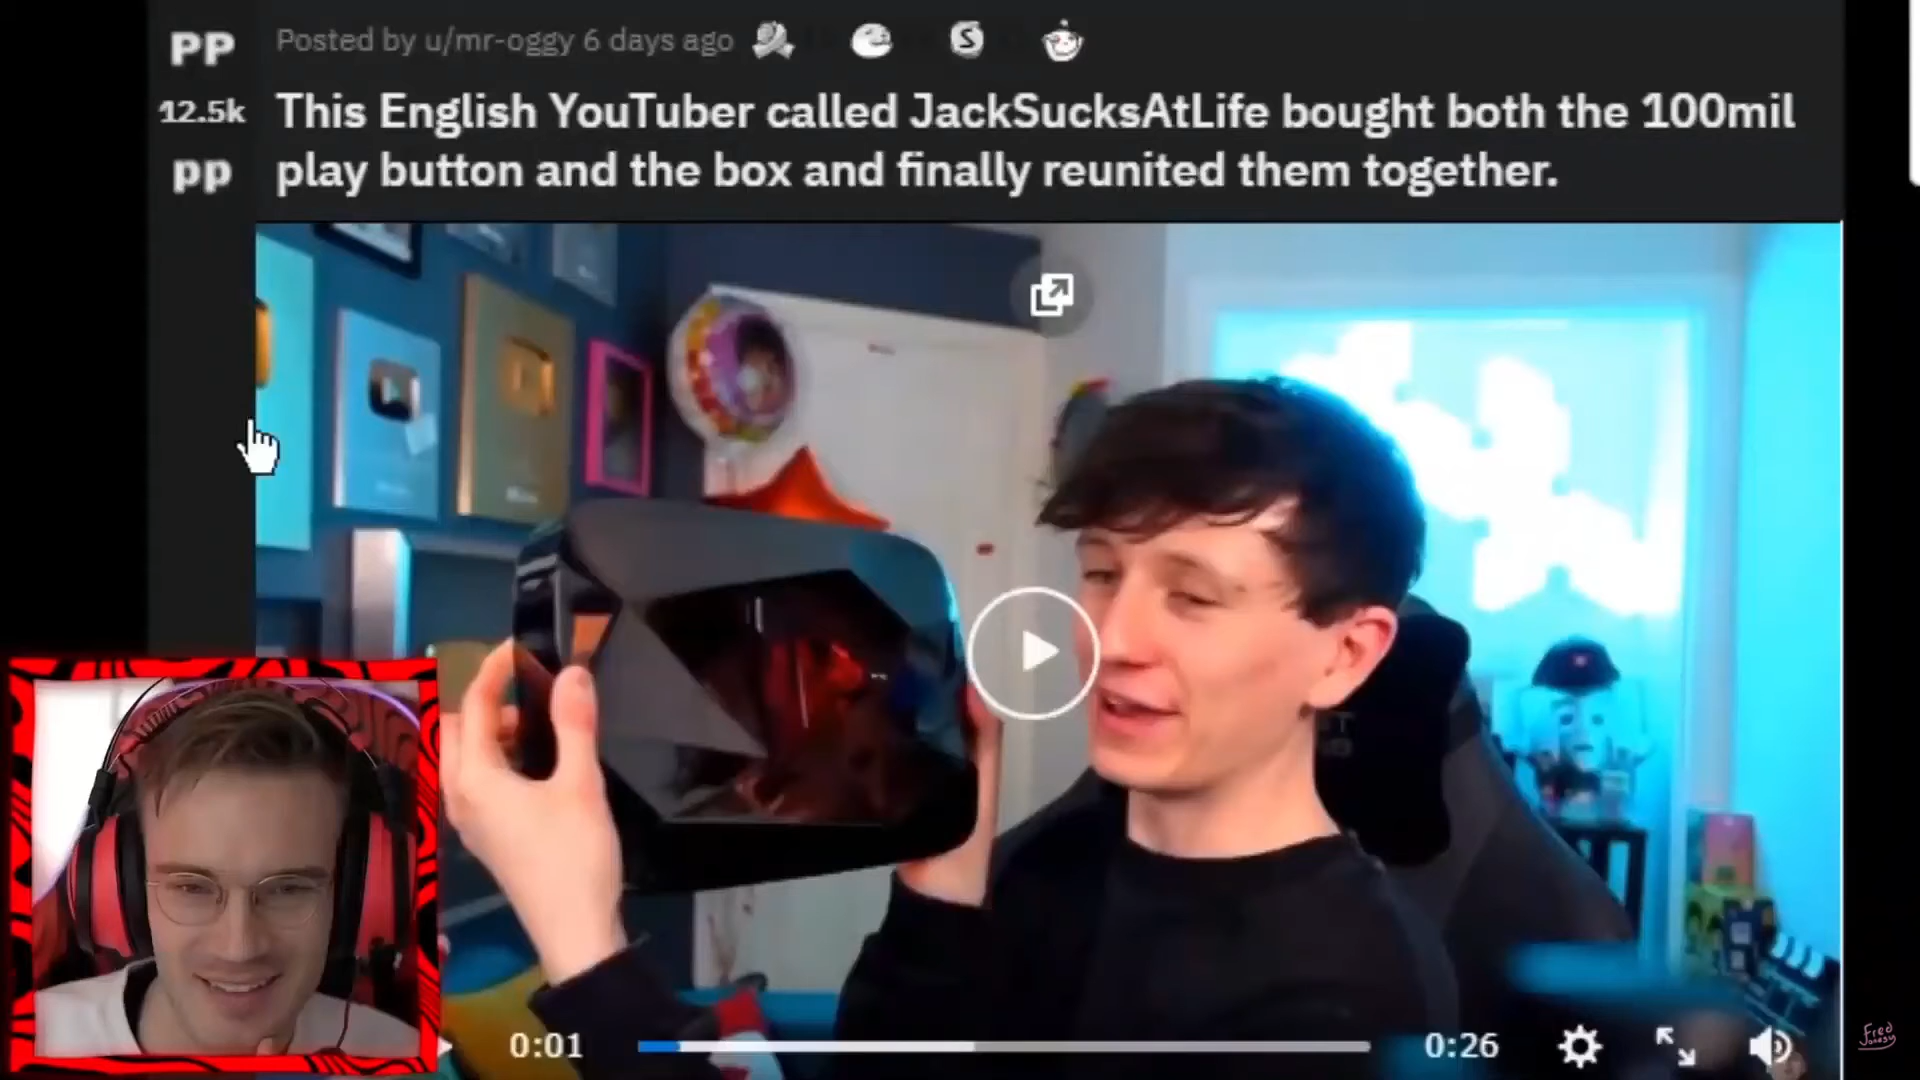 PP
Posted by u/mr-oggy 6 days ago
12.5k
This English YouTuber called JackSucksAtLife bought both the 100mil
pp
play button and the box and finally reunited them together.
0:01
0:26
Fred